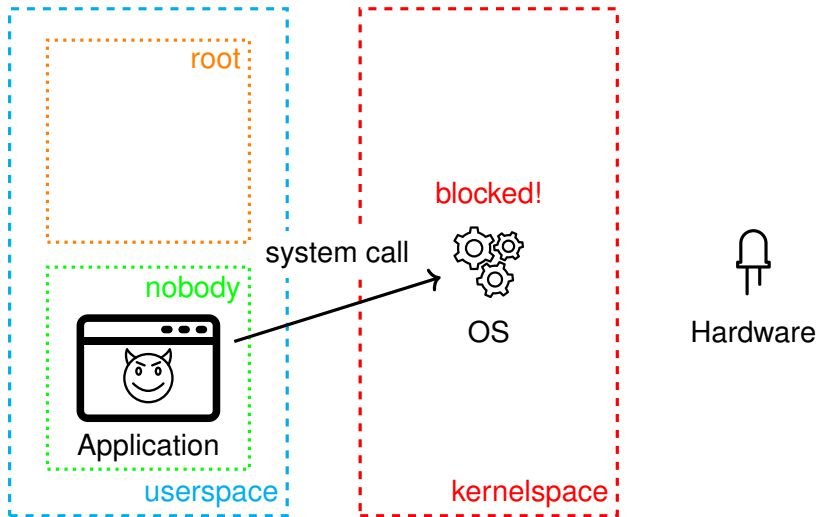 root
blocked!
system call
nobody
OS
Hardware
Application
userspace
kernelspace